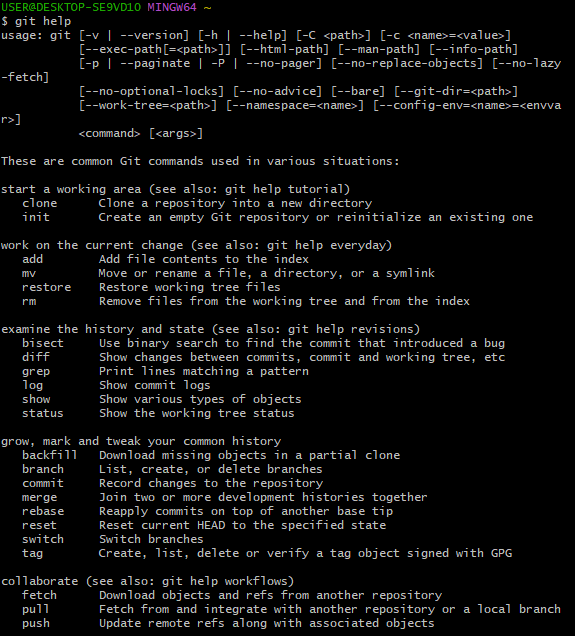 USER@DESKTOP-SE9VD1O MINGW64 ~
$ git help
usage: git [-v | --version] [-h | --help] [-C <path>] [-c <name>=<value>]
           [--exec-path[=<path>]] [--html-path] [--man-path] [--info-path]
           [-p | --paginate | -P | --no-pager] [--no-replace-objects] [--no-lazy
-fetch]
           [--no-optional-locks] [--no-advice] [--bare] [--git-dir=<path>]
           [--work-tree=<path>] [--namespace=<name>] [--config-env=<name>=<envva
r>]
           <command> [<args>]

These are common Git commands used in various situations:

start a working area (see also: git help tutorial)
   clone      Clone a repository into a new directory
   init       Create an empty Git repository or reinitialize an existing one

work on the current change (see also: git help everyday)
   add        Add file contents to the index
   mv         Move or rename a file, a directory, or a symlink
   restore    Restore working tree files
   rm         Remove files from the working tree and from the index

examine the history and state (see also: git help revisions)
   bisect     Use binary search to find the commit that introduced a bug
   diff       Show changes between commits, commit and working tree, etc
   grep       Print lines matching a pattern
   log        Show commit logs
   show       Show various types of objects
   status     Show the working tree status

grow, mark and tweak your common history
   backfill   Download missing objects in a partial clone
   branch     List, create, or delete branches
   commit     Record changes to the repository
   merge      Join two or more development histories together
   rebase     Reapply commits on top of another base tip
   reset      Reset current HEAD to the specified state
   switch     Switch branches
   tag        Create, list, delete or verify a tag object signed with GPG

collaborate (see also: git help workflows)
   fetch      Download objects and refs from another repository
   pull       Fetch from and integrate with another repository or a local branch
   push       Update remote refs along with associated objects